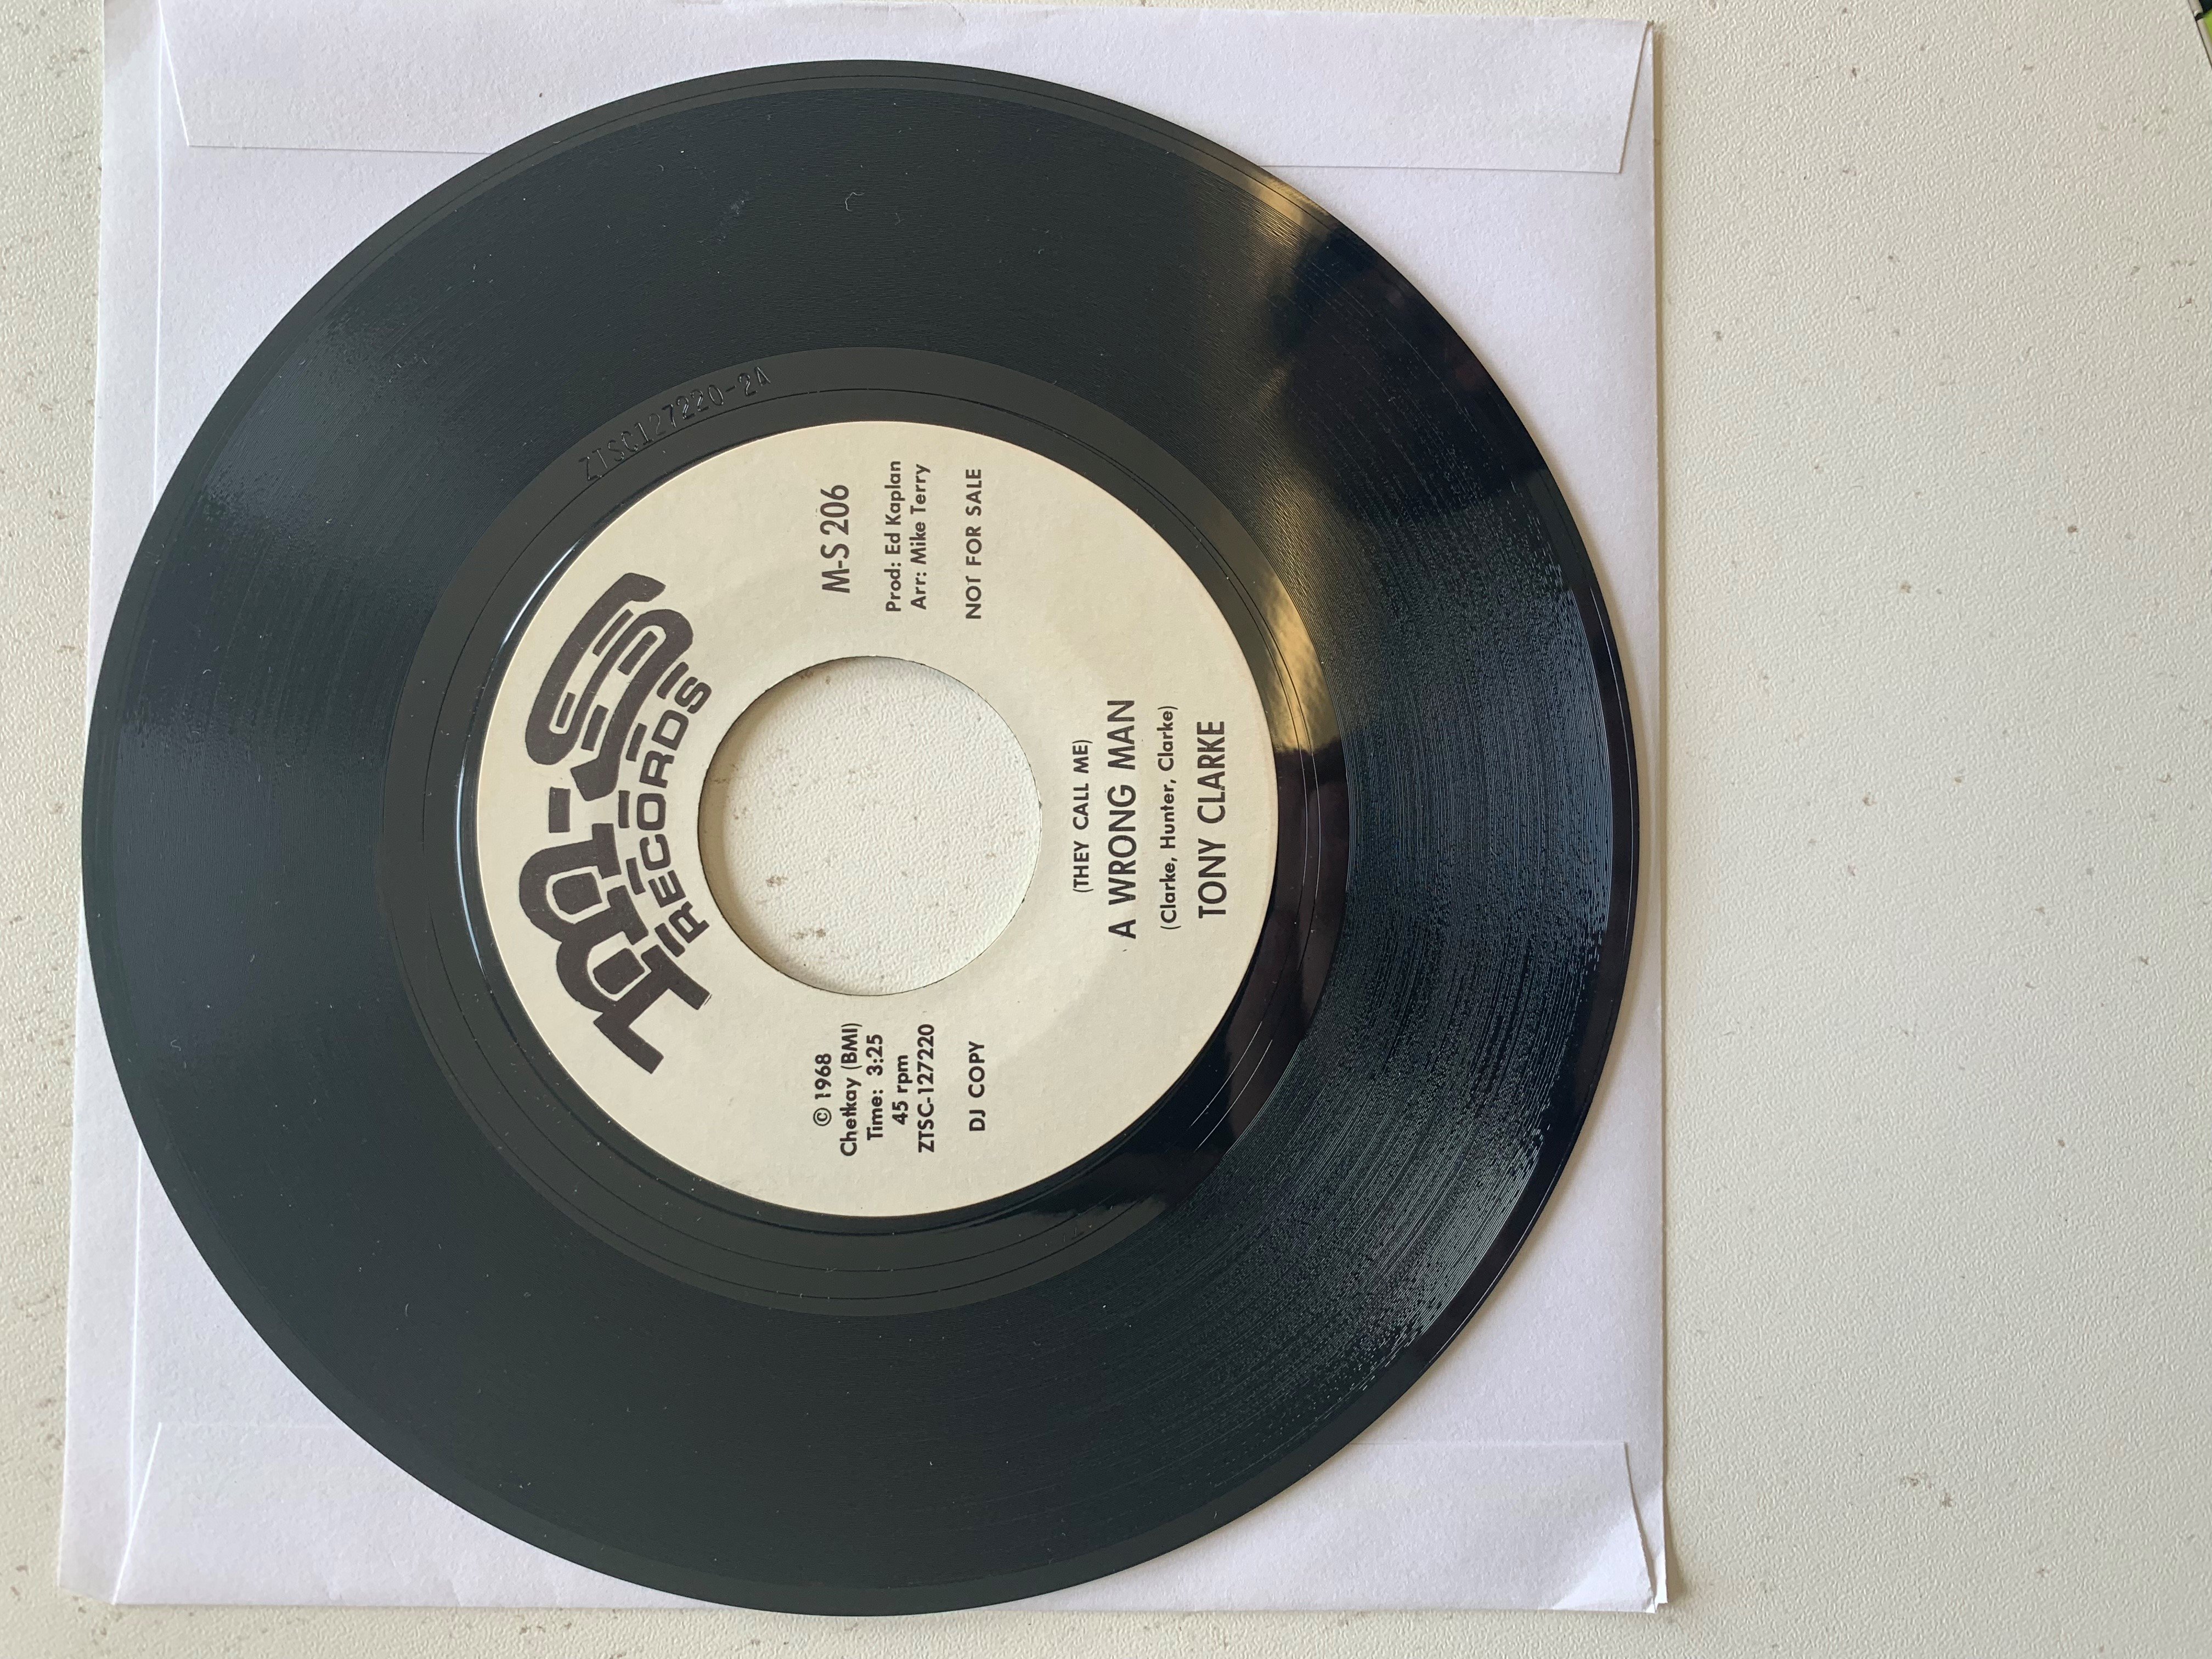 m-s
RECORDS
© 1968
Chetkay (BMI)
Time: 3:25
45 rpm
ZTSC-127220
DJ COPY
M-S 206
Prod: Ed Kaplan
Arr: Mike Terry
NOT FOR SALE
(THEY CALL ME)
A WRONG MAN
(Clarke, Hunter, Clarke)
TONY CLARKE
ZTSC127220-2A